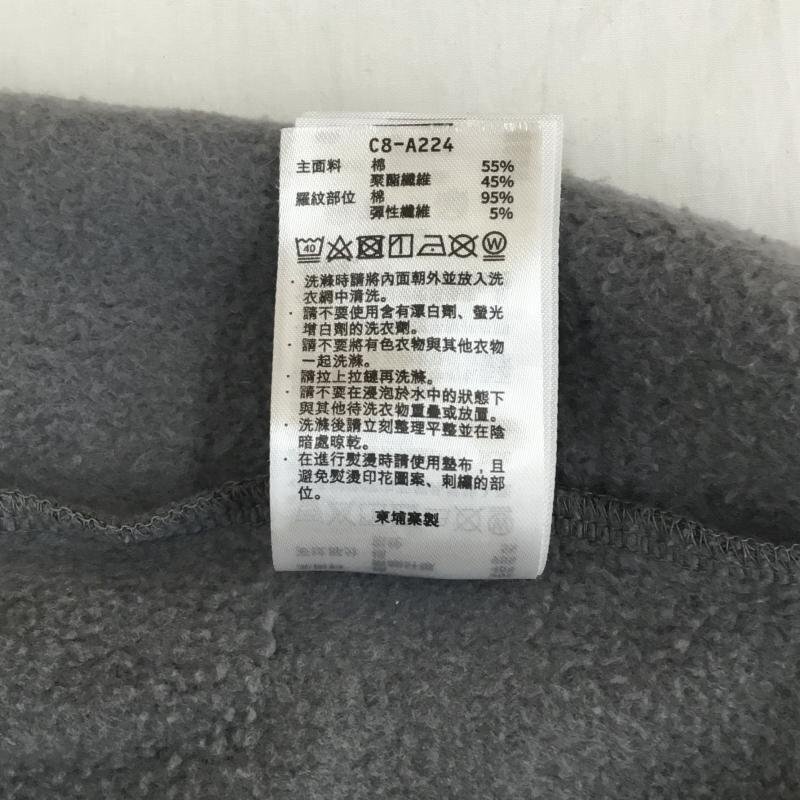 C8-A224
主面料 棉 55%
聚酯纖維 45%
羅紋部位 棉 95%
彈性纖維 5%
40 W
· 洗滌時請將內面朝外並放入洗
衣網中清洗。
· 請不要使用含有漂白劑、螢光
增白劑的洗衣劑。
· 請不要將有色衣物與其他衣物
一起洗滌。
· 請拉上拉鏈再洗滌。
· 請不要在浸泡於水中的狀態下
與其他待洗衣物重疊或放置。
· 洗滌後請立刻整理平整並在陰
暗處晾乾。
· 在進行熨燙時請使用墊布，且
避免熨燙印花圖案、刺繡的部
位。
柬埔寨製